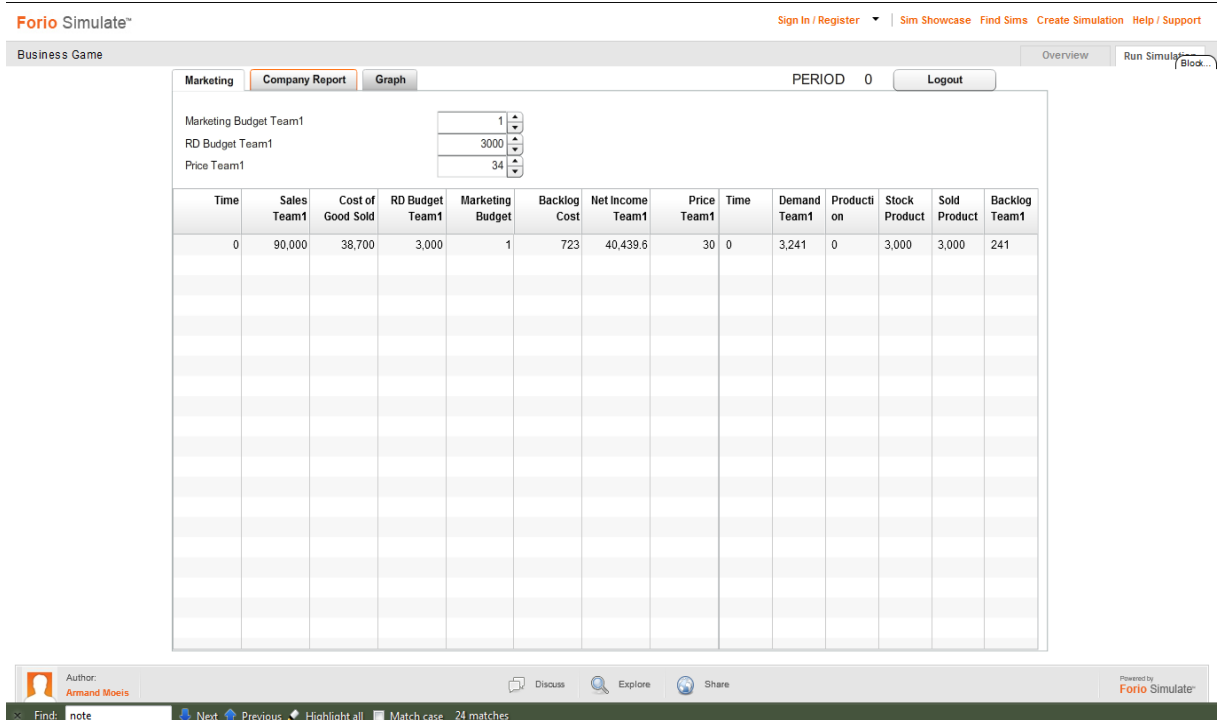 Forio Simulate™ Sign In / Register Sim Showcase Find Sims Create Simulation Help / Support
Business Game Overview Run Simulation
Block...
Marketing Company Report Graph PERIOD 0 Logout
Marketing Budget Team1 1
RD Budget Team1 3000
Price Team1 34
Time Sales Cost of RD Budget Marketing Backlog Net Income Price Time Demand Producti Stock Sold Backlog
Team1 Good Sold Team1 Budget Cost Team1 Team1 Team1 on Product Product Team1
0 90,000 38,700 3,000 1 723 40,439.6 30 0 3,241 0 3,000 3,000 241
Author:
Armand Moeis
Discuss Explore Share
Powered by
Forio Simulate™
× Find: note Next Previous Highlight all Match case 24 matches